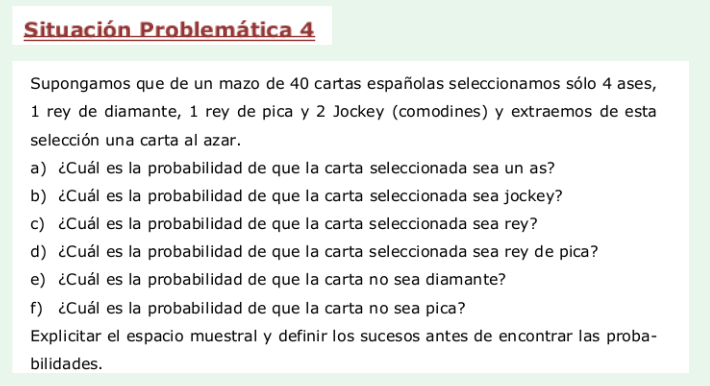 Situación Problemática 4
Supongamos que de un mazo de 40 cartas españolas seleccionamos sólo 4 ases,
1 rey de diamante, 1 rey de pica y 2 Jockey (comodines) y extraemos de esta
selección una carta al azar.
a) ¿Cuál es la probabilidad de que la carta seleccionada sea un as?
b) ¿Cuál es la probabilidad de que la carta seleccionada sea jockey?
c) ¿Cuál es la probabilidad de que la carta seleccionada sea rey?
d) ¿Cuál es la probabilidad de que la carta seleccionada sea rey de pica?
e) ¿Cuál es la probabilidad de que la carta no sea diamante?
f) ¿Cuál es la probabilidad de que la carta no sea pica?
Explicitar el espacio muestral y definir los sucesos antes de encontrar las proba-
bilidades.